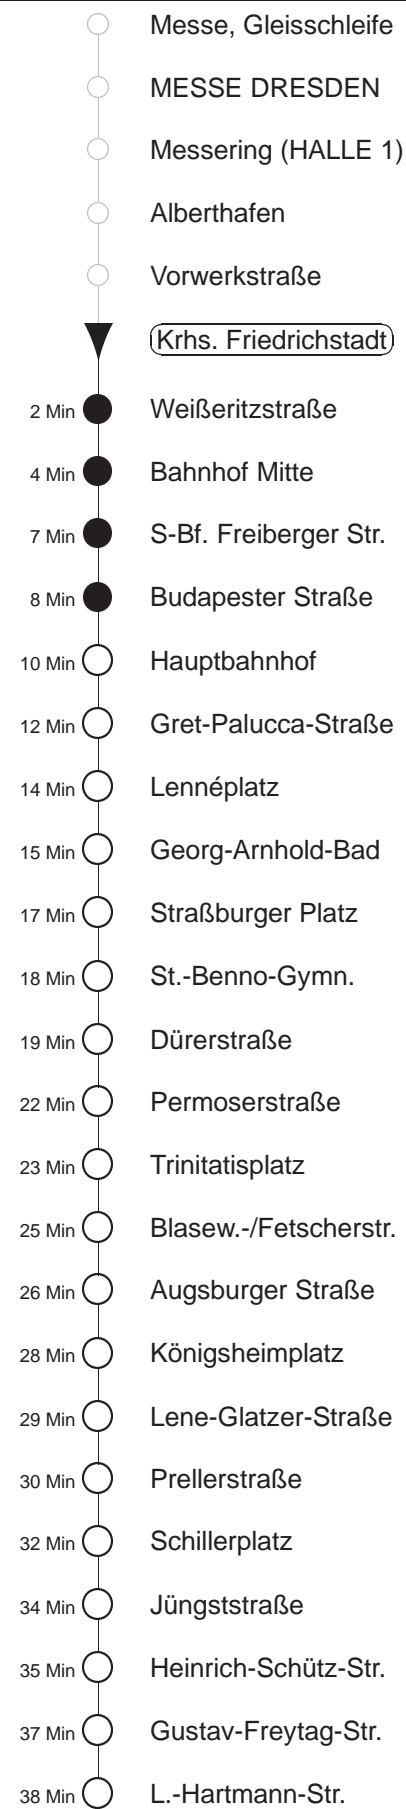 Messe, Gleisschleife
MESSE DRESDEN
Messering (HALLE 1)
Alberthafen
Vorwerkstraße
Krhs. Friedrichstadt
2 Min Weißeritzstraße
4 Min Bahnhof Mitte
7 Min S-Bf. Freiberger Str.
8 Min Budapester Straße
10 Min Hauptbahnhof
12 Min Gret-Palucca-Straße
14 Min Lennéplatz
15 Min Georg-Arnhold-Bad
17 Min Straßburger Platz
18 Min St.-Benno-Gymn.
19 Min Dürerstraße
22 Min Permoserstraße
23 Min Trinitatisplatz
25 Min Blasew.-/Fetscherstr.
26 Min Augsburger Straße
28 Min Königsheimplatz
29 Min Lene-Glatzer-Straße
30 Min Prellerstraße
32 Min Schillerplatz
34 Min Jüngststraße
35 Min Heinrich-Schütz-Str.
37 Min Gustav-Freytag-Str.
38 Min L.-Hartmann-Str.